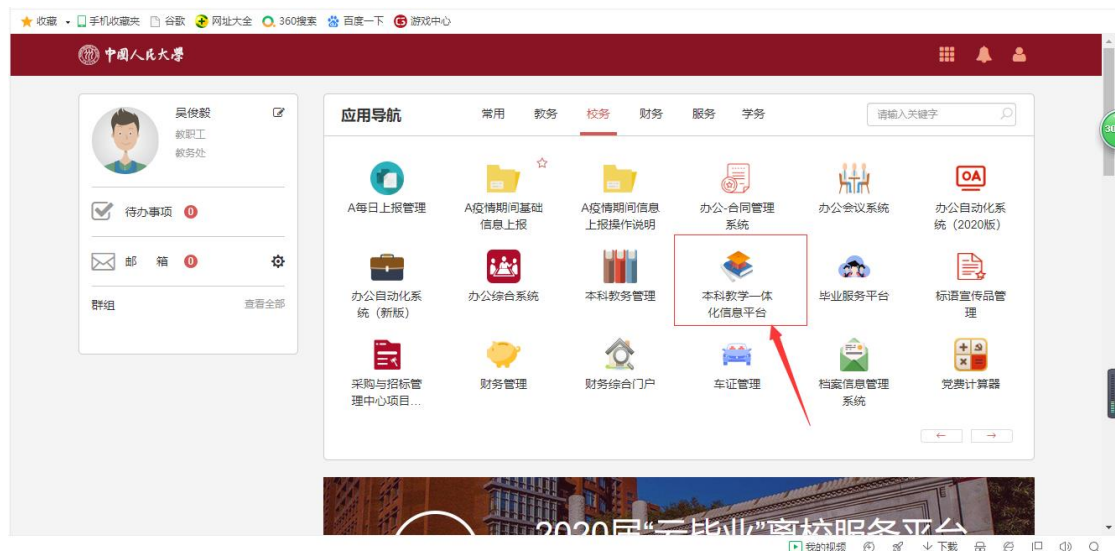 收藏 手机收藏夹 谷歌 网址大全 360搜索 百度一下 游戏中心
中国人民大学
吴俊毅
教职工
教务处
待办事项 0
邮 箱 0
群组 查看全部
应用导航 常用 教务 校务 财务 服务 学务 请输入关键字
A每日上报管理 A疫情期间基础 A疫情期间信息 办公-合同管理 办公会议系统 办公自动化系
信息上报 上报操作说明 系统 统（2020版）
OA
办公自动化系 办公综合系统 本科教务管理 本科教学一体 毕业服务平台 标语宣传品管
统（新版） 化信息平台 理
采购与招标管 财务管理 财务综合门户 车证管理 档案信息管理 党费计算器
理中心项目... 系统
2020届“云毕业”离校服务平台
我的视频 下载